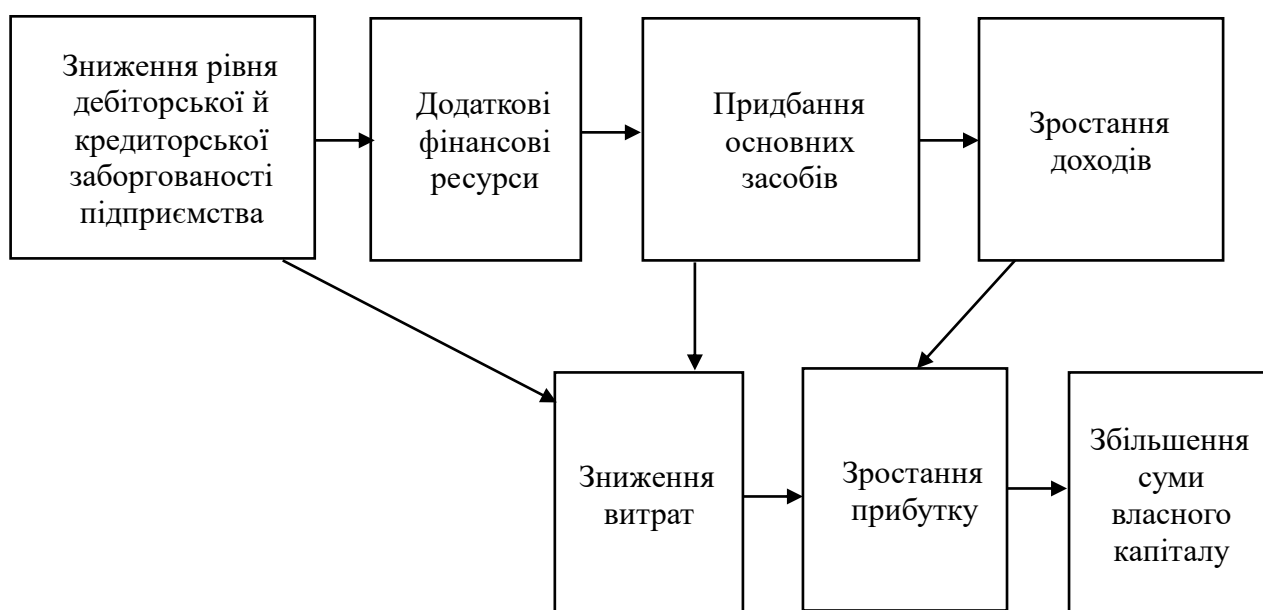 Зниження рівня
дебіторської й
кредиторської
заборгованості
підприємства
Додаткові
фінансові
ресурси
Придбання
основних
засобів
Зростання
доходів
Зниження
витрат
Зростання
прибутку
Збільшення
суми
власного
капіталу